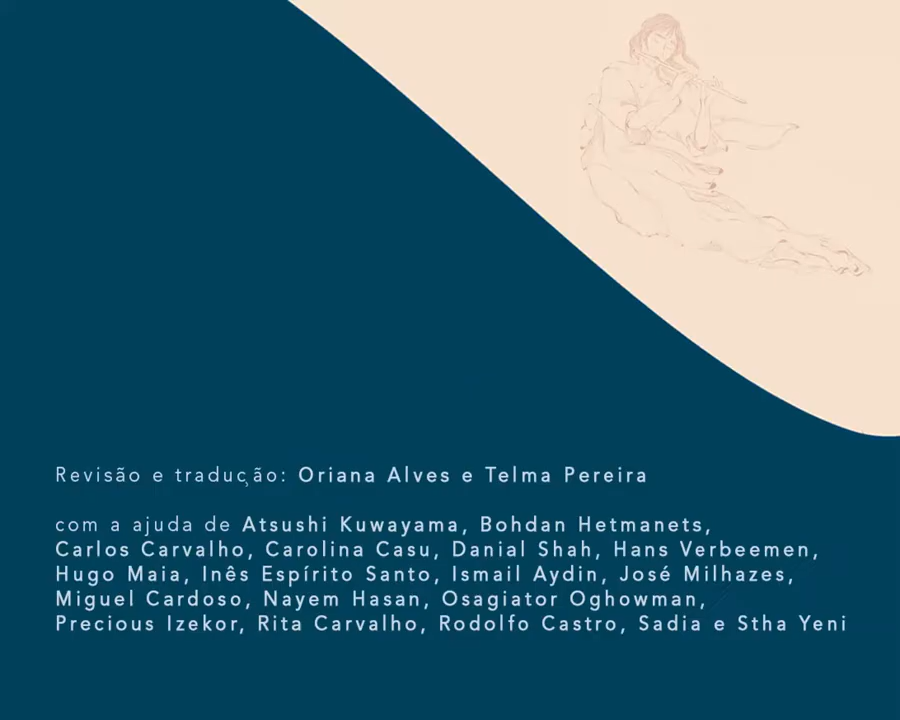 Revisão e tradução: Oriana Alves e Telma Pereira
com a ajuda de Atsushi Kuwayama, Bohdan Hetmanets,
Carlos Carvalho, Carolina Casu, Danial Shah, Hans Verbeemen,
Hugo Maia, Inês Espírito Santo, Ismail Aydin, José Milhazes,
Miguel Cardoso, Nayem Hasan, Osagiator Oghowman,
Precious Izekor, Rita Carvalho, Rodolfo Castro, Sadia e Stha Yeni